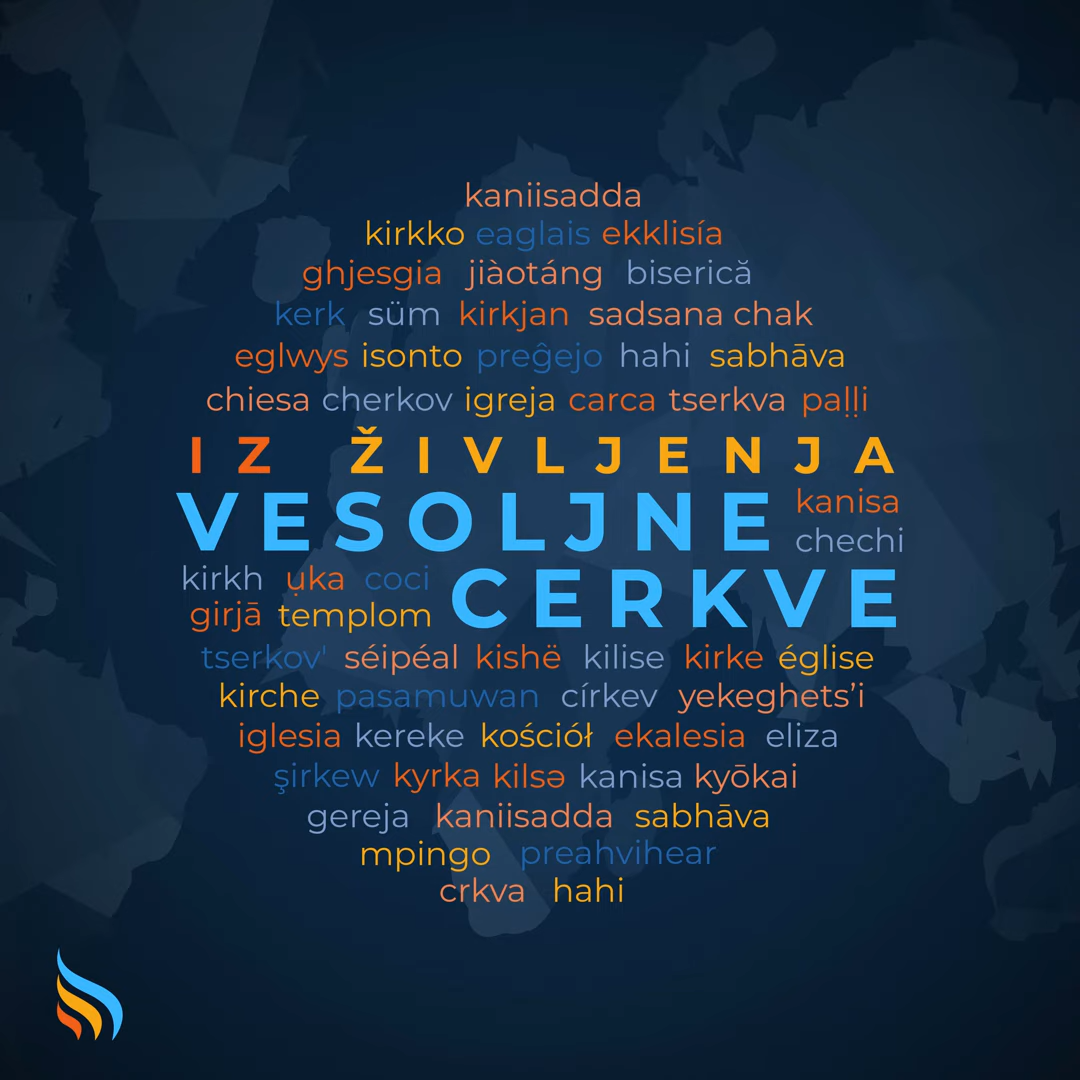 kaniisadda
kirkko eaglais ekklisía
ghjesgia jiàotáng biserică
kerk süm kirkjan sadsana chak
eglwys isonto preĝejo hahi sabhāva
chiesa cherkov igreja carca tserkva paḷḷi
IZ ŽIVLJENJA
VESOLJNE kanisa
chechi
kirkh ụka coci CERKVE
girjā templom
tserkov' séipéal kishë kilise kirke église
kirche pasamuwan církev yekeghets’i
iglesia kereke kościół ekalesia eliza
şirkew kyrka kilsə kanisa kyōkai
gereja kaniisadda sabhāva
mpingo preahvihear
crkva hahi